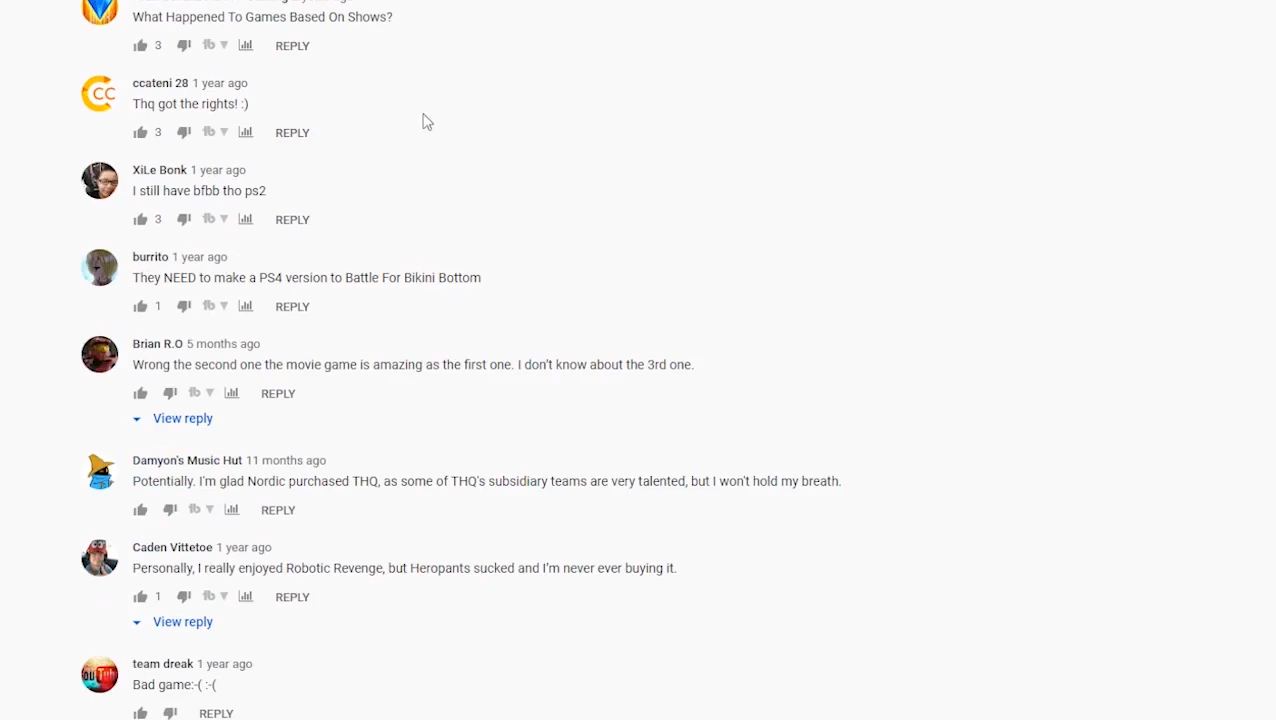 What Happened To Games Based On Shows?
3 REPLY
ccateni 28 1 year ago
CC
Thq got the rights! :)
3 REPLY
XiLe Bonk 1 year ago
I still have bfbb tho ps2
3 REPLY
burrito 1 year ago
They NEED to make a PS4 version to Battle For Bikini Bottom
1 REPLY
Brian R.O 5 months ago
Wrong the second one the movie game is amazing as the first one. I don't know about the 3rd one.
REPLY
View reply
Damyon's Music Hut 11 months ago
Potentially. I'm glad Nordic purchased THQ, as some of THQ's subsidiary teams are very talented, but I won't hold my breath.
REPLY
Caden Vittetoe 1 year ago
Personally, I really enjoyed Robotic Revenge, but Heropants sucked and I'm never ever buying it.
1 REPLY
View reply
team dreak 1 year ago
Bad game:-( :-(
REPLY